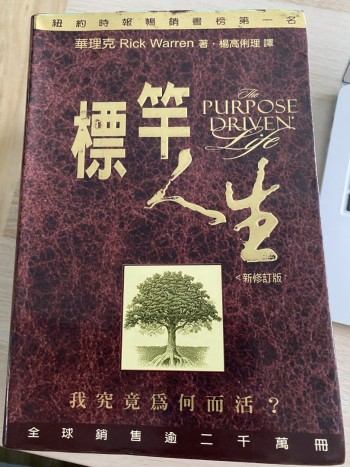 紐約時報暢銷書榜第一名
華理克 Rick Warren 著・楊高俐理 譯
標竿人生
The
PURPOSE
DRIVEN®
Life
<新修訂版>
我究竟為何而活？
全球銷售逾二千萬冊